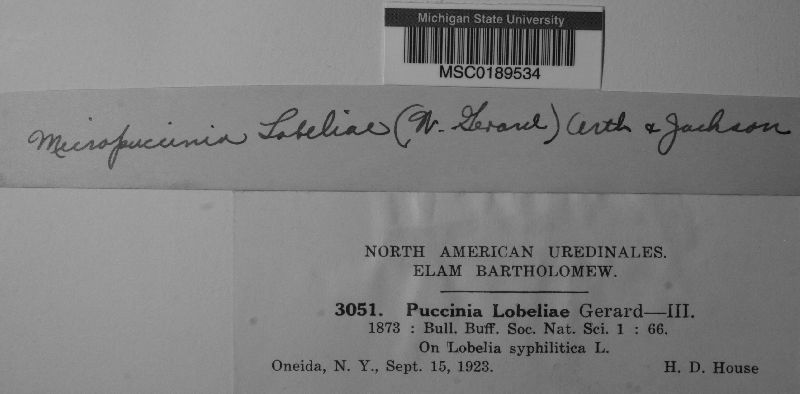 Michigan State University
MSC0189534
Micropuccinia Lobeliae (W. Gerard) Arth & Jackson
NORTH AMERICAN UREDINALES.
ELAM BARTHOLOMEW.
3051. Puccinia Lobeliae Gerard—III.
1873 : Bull. Buff. Soc. Nat. Sci. 1 : 66.
On Lobelia syphilitica L.
Oneida, N. Y., Sept. 15, 1923. H. D. House